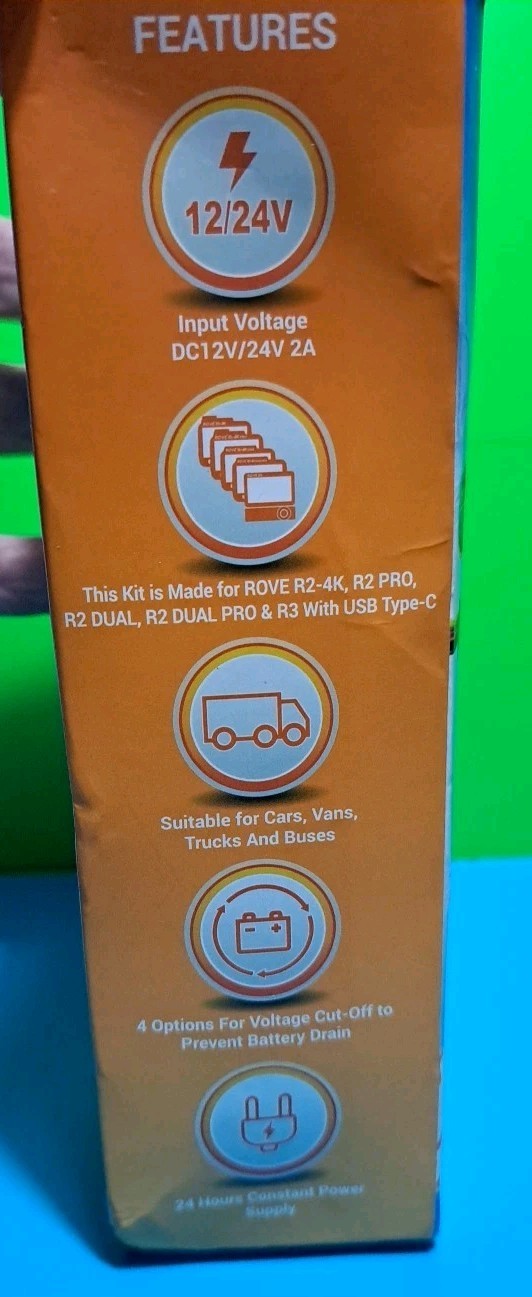 FEATURES
12/24V
Input Voltage
DC12V/24V 2A
This Kit is Made for ROVE R2-4K, R2 PRO,
R2 DUAL, R2 DUAL PRO & R3 With USB Type-C
Suitable for Cars, Vans,
Trucks And Buses
4 Options For Voltage Cut-Off to
Prevent Battery Drain
24 Hours Constant Power
Supply